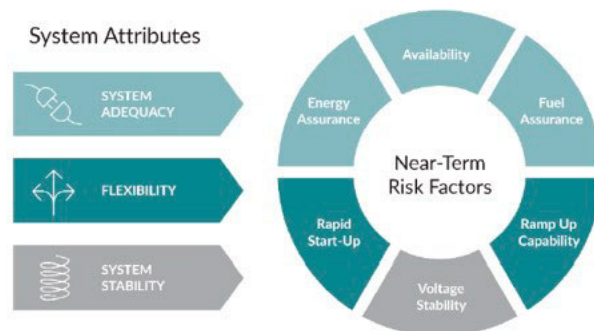 System Attributes
SYSTEM
ADEQUACY
FLEXIBILITY
SYSTEM
STABILITY
Availability
Energy
Assurance
Fuel
Assurance
Near-Term
Risk Factors
Rapid
Start-Up
Ramp Up
Capability
Voltage
Stability